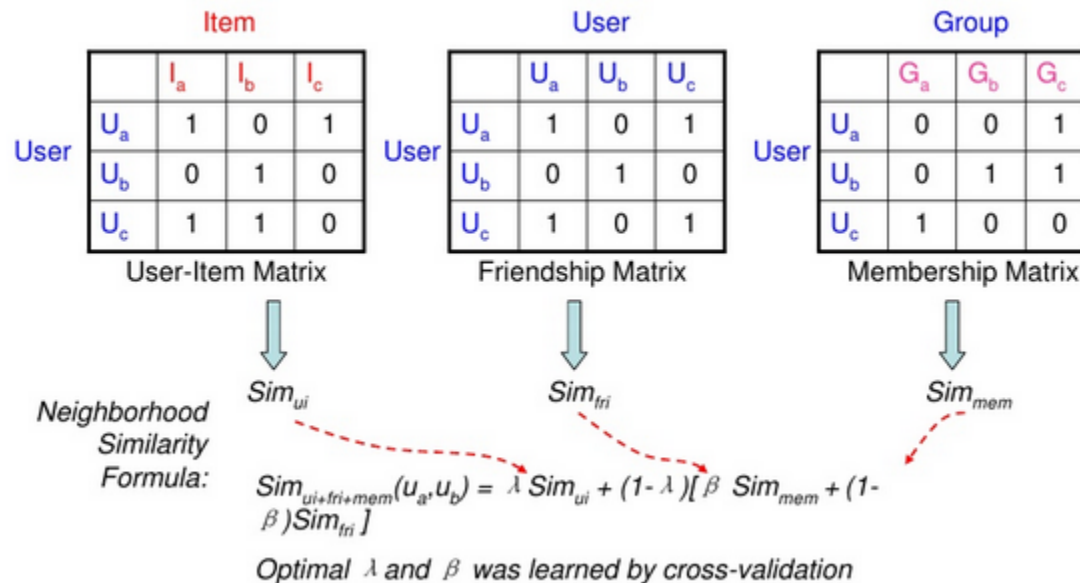 Item User Group
I_a I_b I_c U_a U_b U_c G_a G_b G_c
U_a 1 0 1 U_a 1 0 1 U_a 0 0 1
User U_b 0 1 0 User U_b 0 1 0 User U_b 0 1 1
U_c 1 1 0 U_c 1 0 1 U_c 1 0 0
User-Item Matrix Friendship Matrix Membership Matrix
Sim_ui Sim_fri Sim_mem
Neighborhood
Similarity
Formula:
Sim_ui+fri+mem(u_a,u_b) = λ Sim_ui + (1- λ)[ β Sim_mem + (1-
β)Sim_fri ]
Optimal λ and β was learned by cross-validation